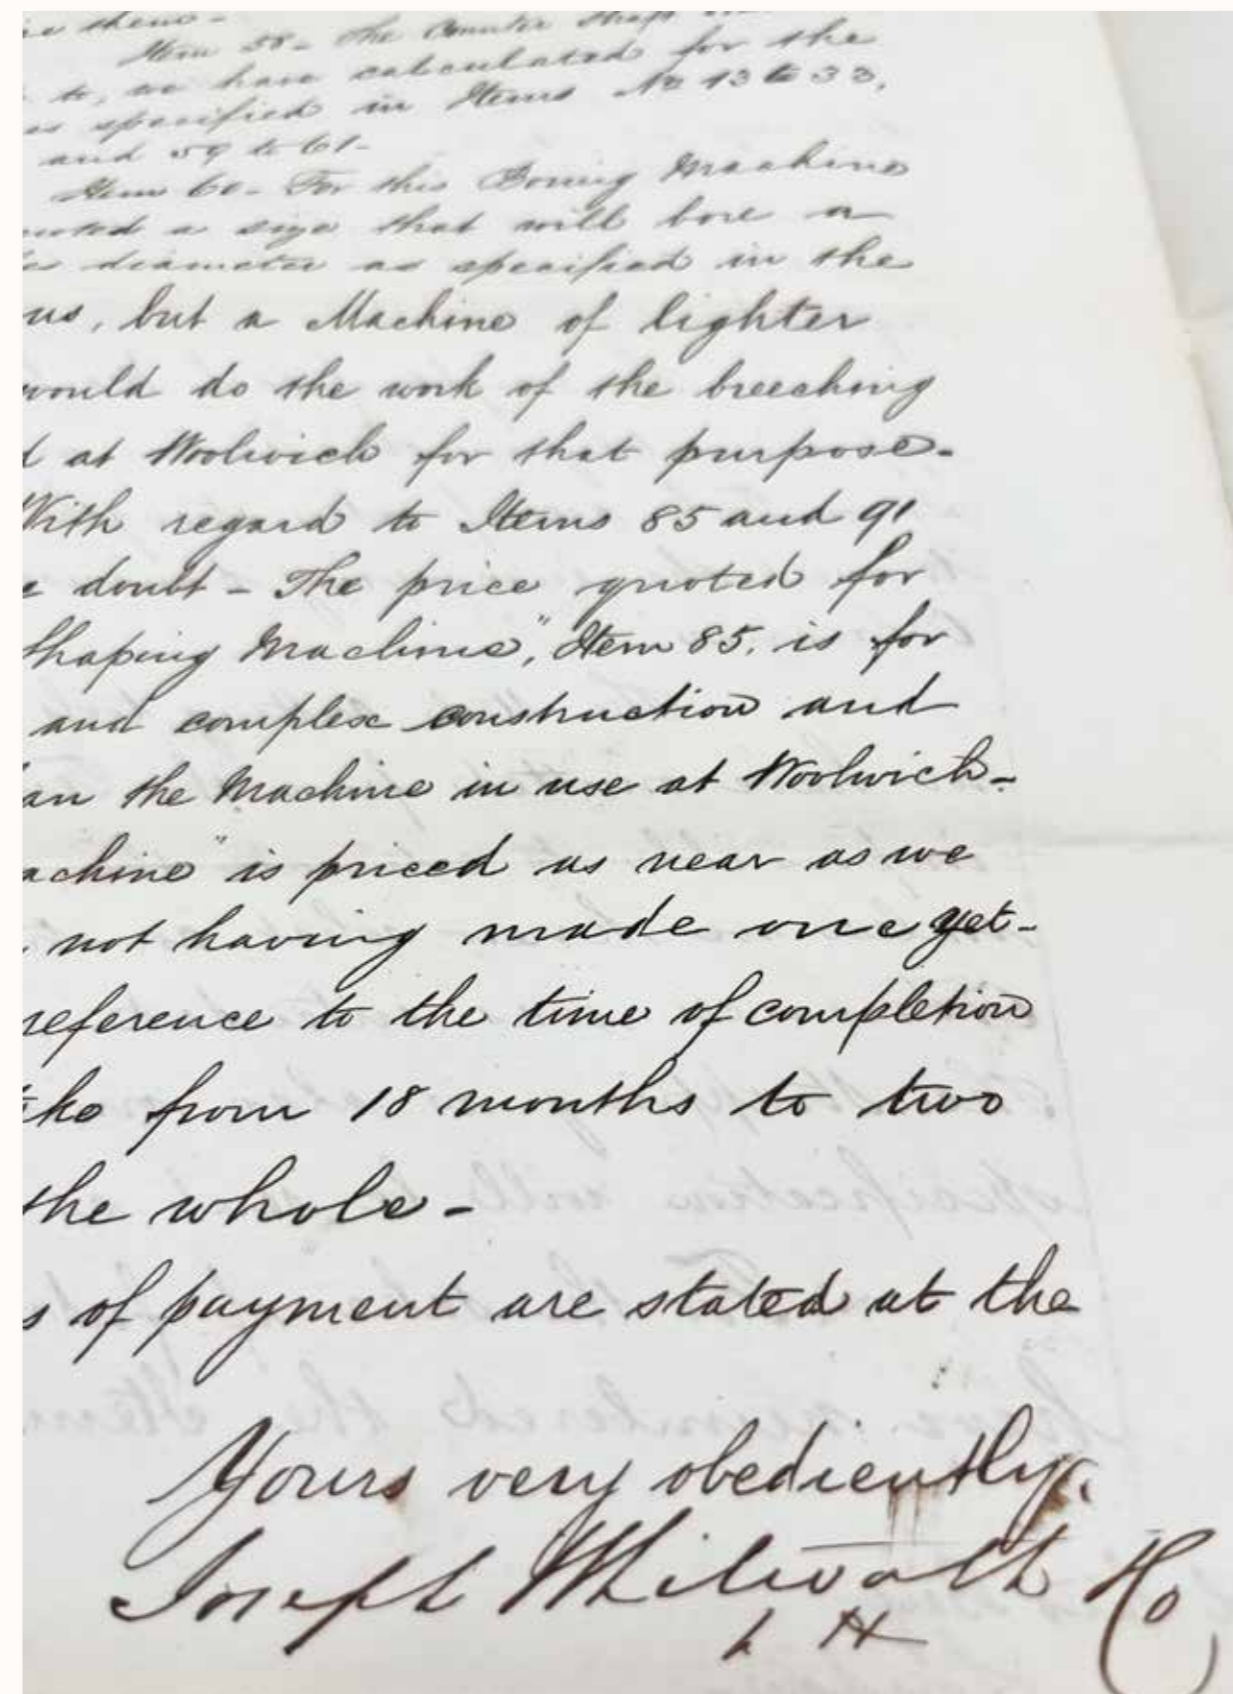 them -
Item 58 - The Counter Shafts
to, we have calculated for the
as specified in Items No 13 to 33,
and 59 to 61 -
Item 60 - For this Boring Machine
a size that will bore a
diameter as specified in the
us, but a Machine of lighter
would do the work of the breeching
at Woolwich for that purpose -
With regard to Items 85 and 91
doubt - The price quoted for
Shaping Machine", Item 85, is for
and complex construction and
an the Machine in use at Woolwich -
achine" is priced as near as we
not having made one yet -
reference to the time of completion
ke from 18 months to two
the whole -
s of payment are stated at the
Yours very obediently,
Joseph Whitworth & Co
L H